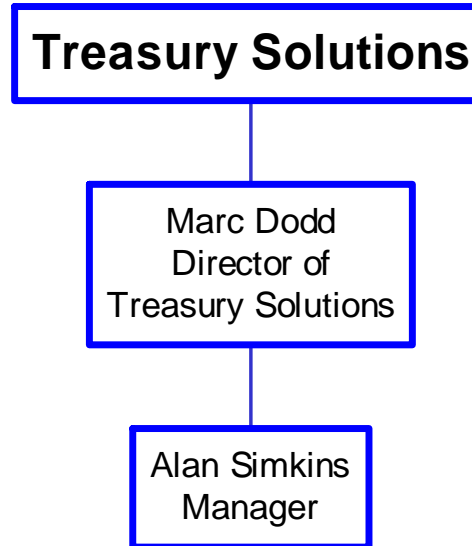 Treasury Solutions
Marc Dodd
Director of
Treasury Solutions
Alan Simkins
Manager